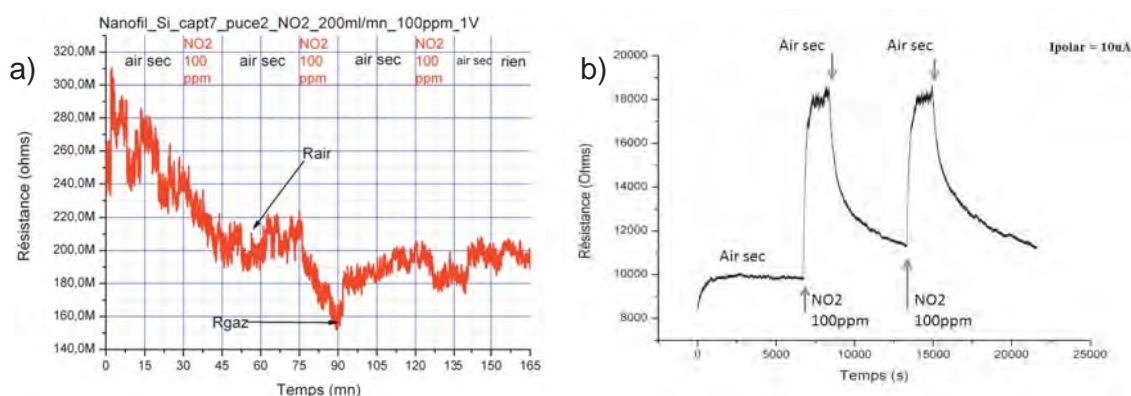 Nanofil_Si_capt7_puce2_NO2_200ml/mn_100ppm_1V
a)
320,0M
300,0M
280,0M
260,0M
240,0M
220,0M
200,0M
180,0M
160,0M
140,0M
Résistance (ohms)
air sec
NO2
100
ppm
air sec
NO2
100
ppm
air sec
NO2
100
ppm
air sec
rien
Rair
Rgaz
0 15 30 45 60 75 90 105 120 135 150 165
Temps (mn)
b)
Air sec
Air sec
Ipolar = 10uA
20000
18000
16000
14000
12000
10000
8000
Rèsistance (Ohms)
Air sec
NO2
100ppm
NO2
100ppm
0 5000 10000 15000 20000 25000
Temps (s)